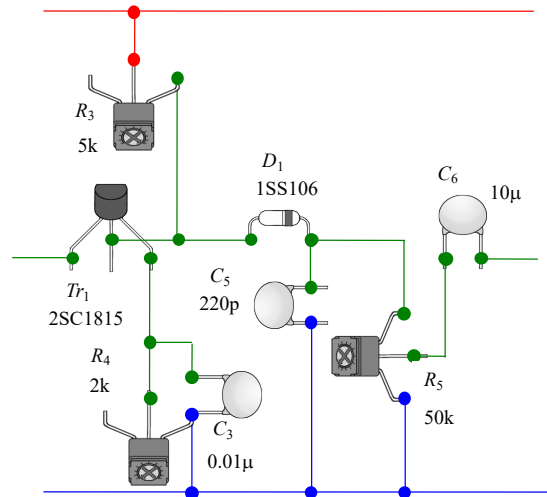 R3
5k
D1
1SS106
C6
10μ
Tr1
2SC1815
C5
220p
R4
2k
R5
50k
C3
0.01μ